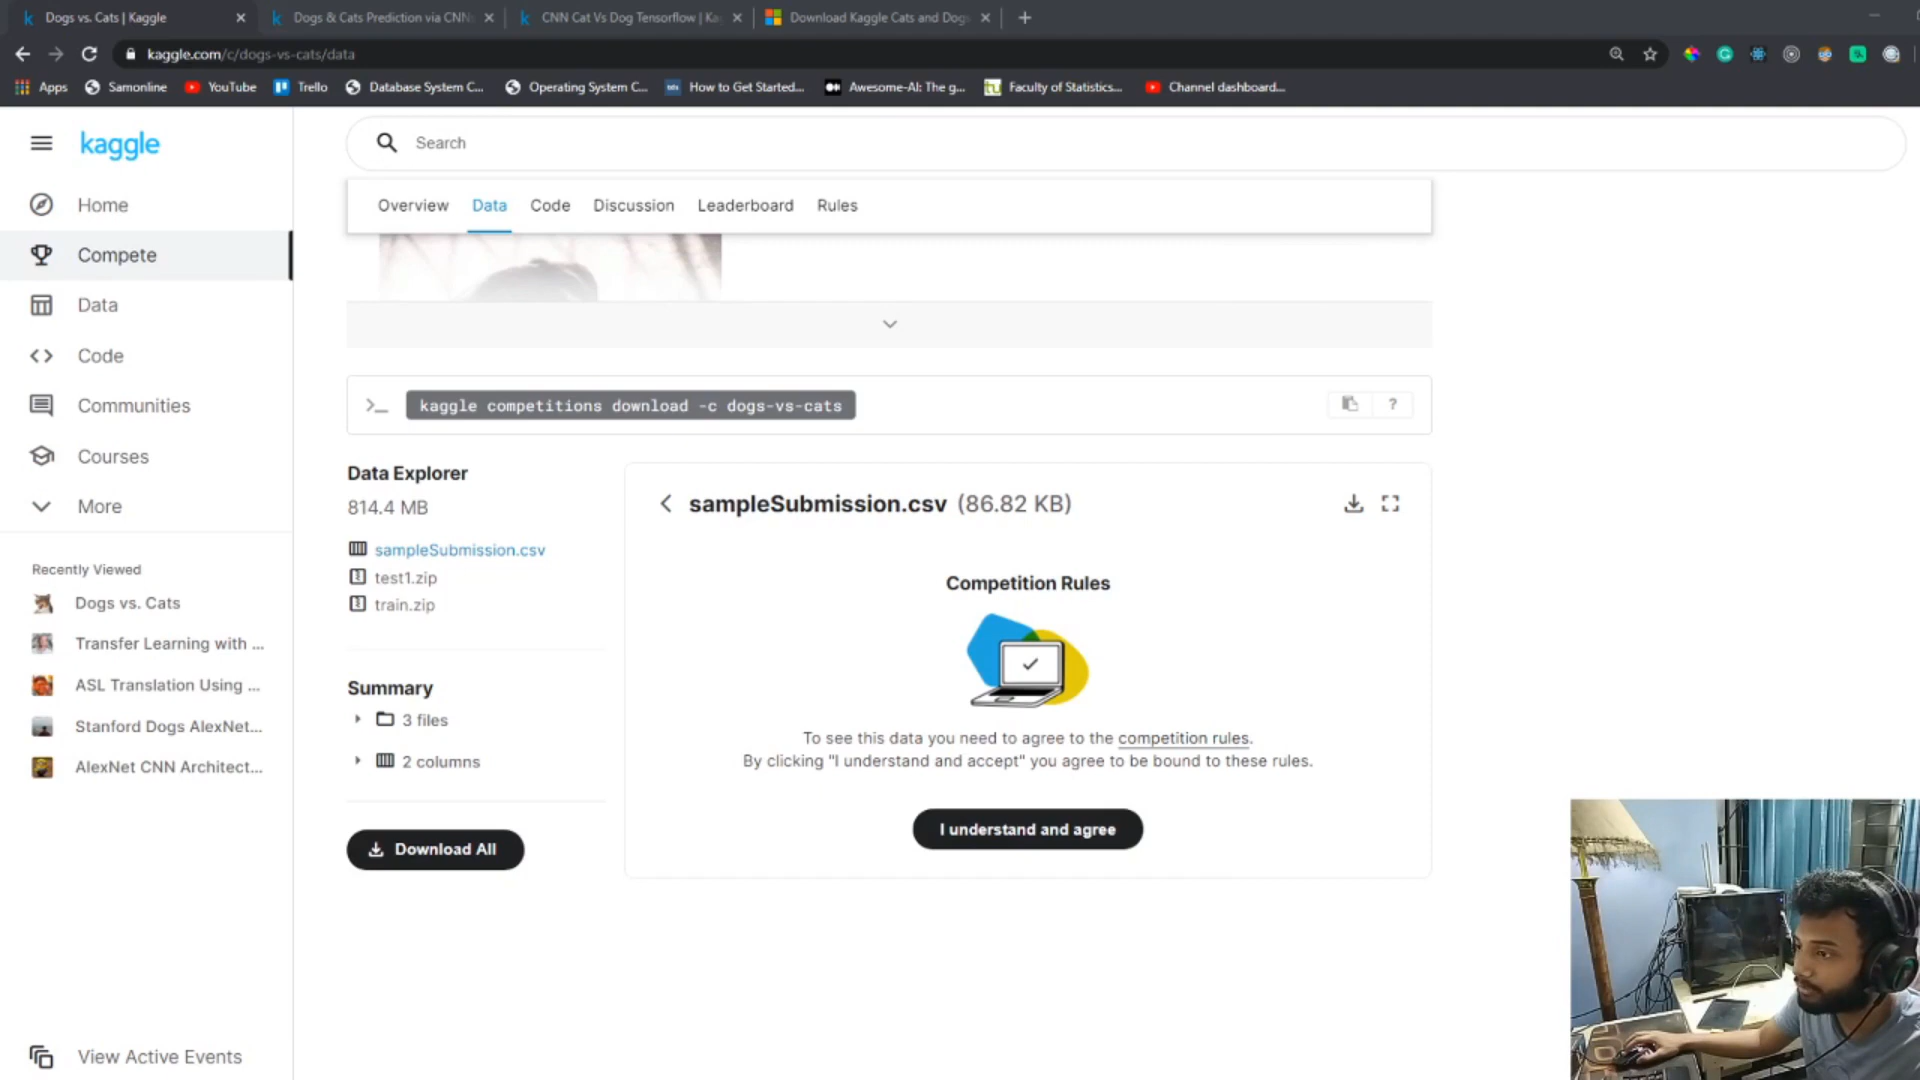 Dogs vs. Cats | Kaggle
Dogs & Cats Prediction via CNN
CNN Cat Vs Dog Tensorflow | Ka
Download Kaggle Cats and Dogs
kaggle.com/c/dogs-vs-cats/data
Apps
Samonline
YouTube
Trello
Database System C...
Operating System C...
How to Get Started...
Awesome-AI: The g...
Faculty of Statistics...
Channel dashboard...
kaggle
Search
Home
Compete
Data
Code
Communities
Courses
More
Recently Viewed
Dogs vs. Cats
Transfer Learning with ...
ASL Translation Using ...
Stanford Dogs AlexNet...
AlexNet CNN Architect...
View Active Events
Overview
Data
Code
Discussion
Leaderboard
Rules
>_ kaggle competitions download -c dogs-vs-cats
?
Data Explorer
814.4 MB
sampleSubmission.csv
test1.zip
train.zip
Summary
3 files
2 columns
Download All
sampleSubmission.csv (86.82 KB)
Competition Rules
To see this data you need to agree to the competition rules.
By clicking "I understand and accept" you agree to be bound to these rules.
I understand and agree